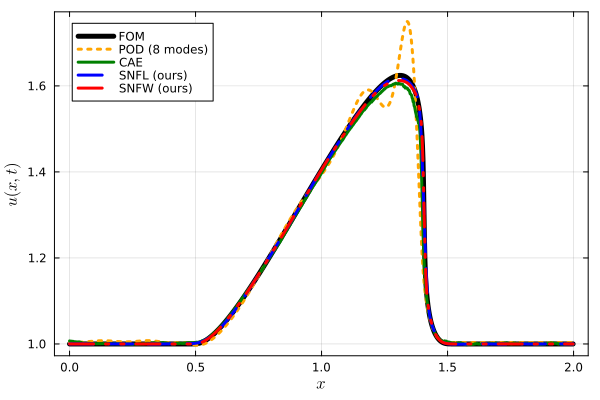 FOM
POD (8 modes)
CAE
SNFL (ours)
SNFW (ours)
1.6
1.4
1.2
1.0
u(x, t)
0.0 0.5 1.0 1.5 2.0
x